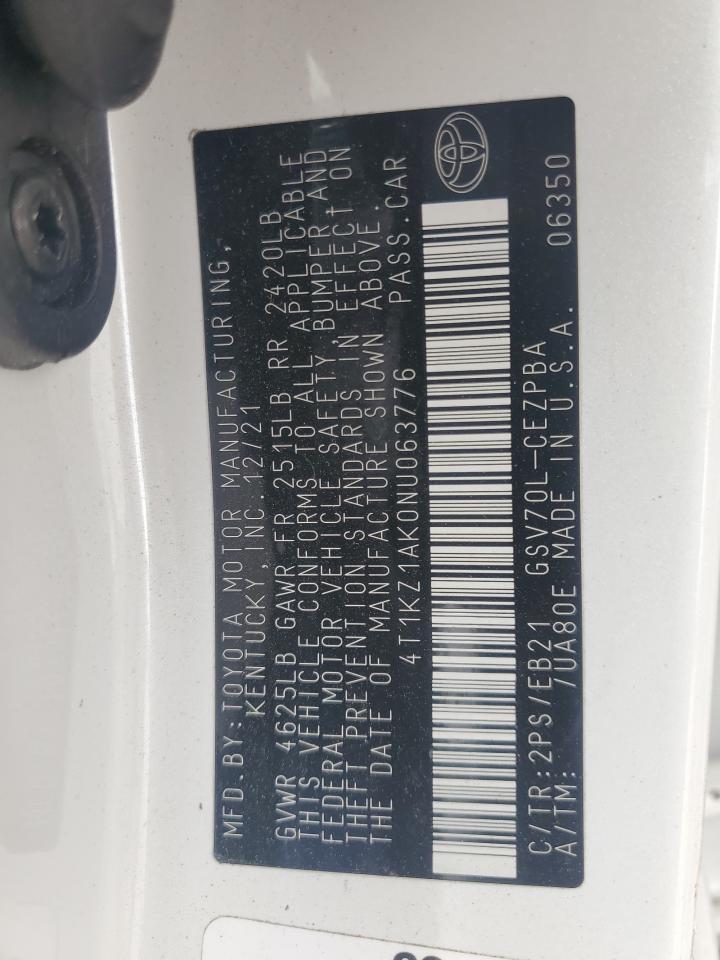 MFD.BY:TOYOTA MOTOR MANUFACTURING,
KENTUCKY,INC.12/21
GVWR 4625LB GAWR FR 2515LB RR 2420LB
THIS VEHICLE CONFORMS TO ALL APPLICABLE
FEDERAL MOTOR VEHICLE SAFETY, BUMPER,AND
THEFT PREVENTION STANDARDS IN EFFECT ON
THE DATE OF MANUFACTURE SHOWN ABOVE.
4T1KZ1AK0NU063776 PASS.CAR
C/TR:2PS/EB21 GSV70L-CEZPBA
A/TM: 7UA80E MADE IN U.S.A. 06350